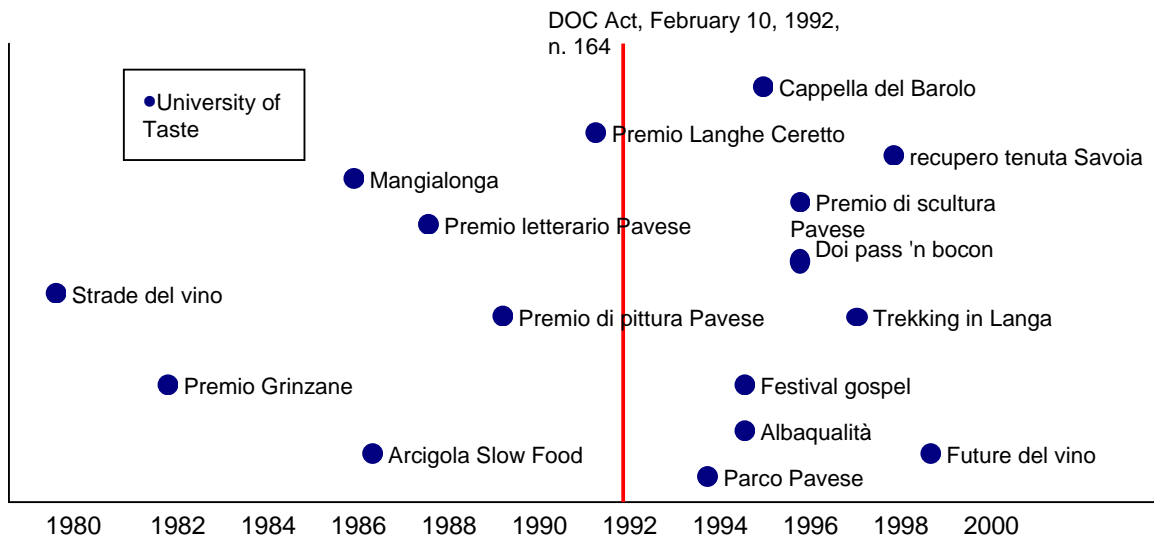 DOC Act, February 10, 1992,
n. 164
•University of
Taste
Cappella del Barolo
Premio Langhe Ceretto
recupero tenuta Savoia
Mangialonga
Premio di scultura
Pavese
Premio letterario Pavese
Doi pass 'n bocon
Strade del vino
Premio di pittura Pavese
Trekking in Langa
Premio Grinzane
Festival gospel
Albaqualità
Arcigola Slow Food
Future del vino
Parco Pavese
1980 1982 1984 1986 1988 1990 1992 1994 1996 1998 2000